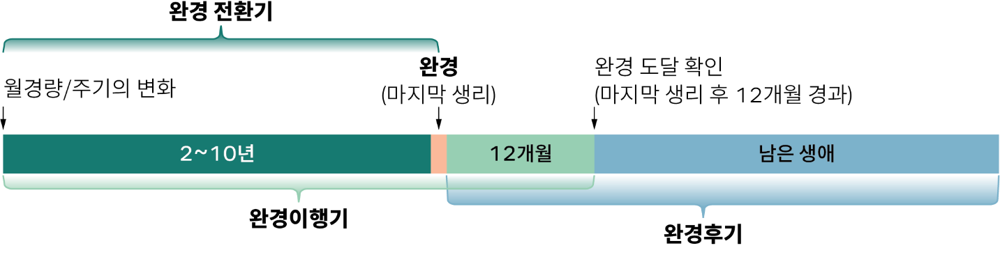 완경 전환기
월경량/주기의 변화
완경
(마지막 생리)
완경 도달 확인
(마지막 생리 후 12개월 경과)
2~10년
12개월
남은 생애
완경이행기
완경후기